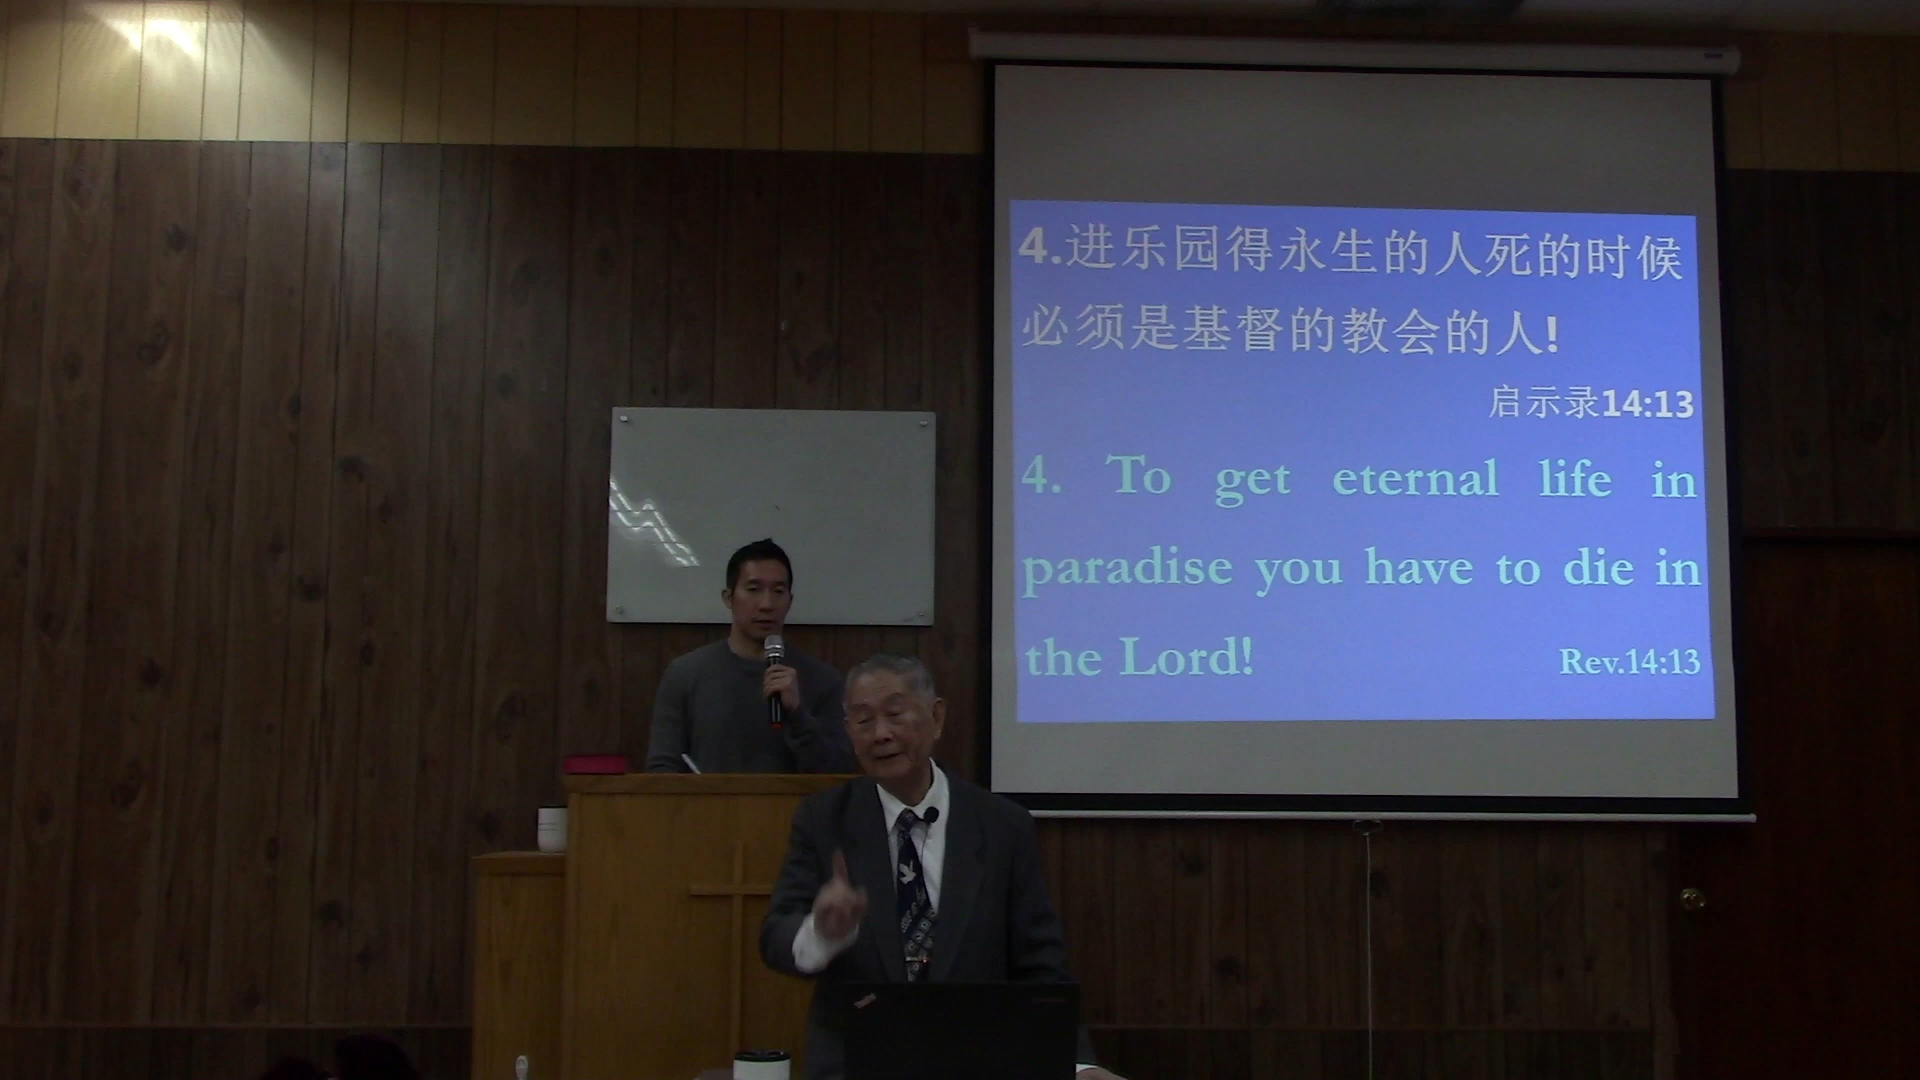 4.进乐园得永生的人死的时候
必须是基督的教会的人!
启示录14:13
4. To get eternal life in
paradise you have to die in
the Lord!
Rev.14:13